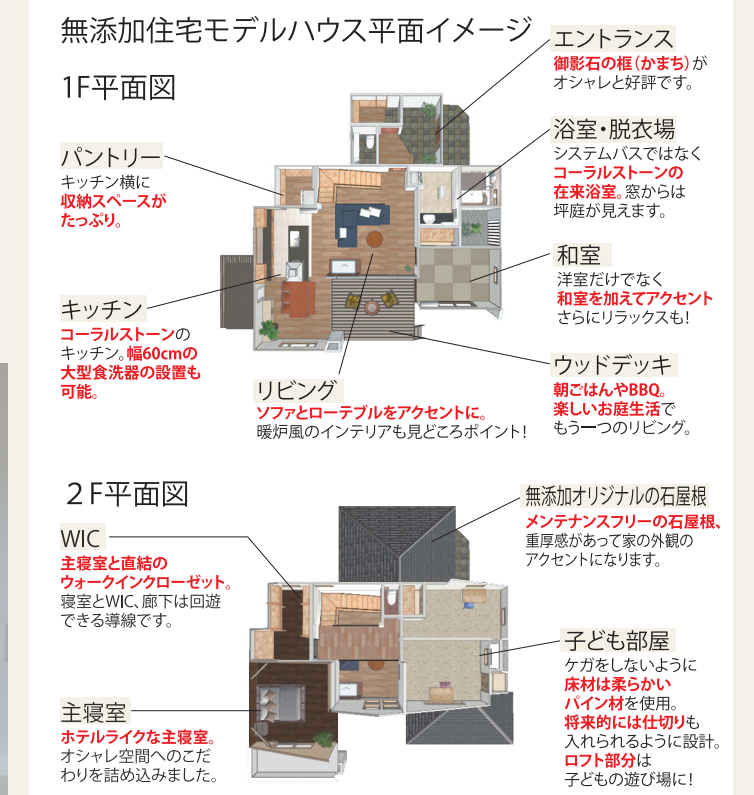 無添加住宅モデルハウス平面イメージ
1F平面図
エントランス
御影石の框(かまち)が
オシャレと好評です。
浴室・脱衣場
システムバスではなく
コーラルストーンの
在来浴室。窓からは
坪庭が見えます。
パントリー
キッチン横に
収納スペースが
たっぷり。
和室
洋室だけでなく
和室を加えてアクセント
さらにリラックスも!
キッチン
コーラルストーンの
キッチン。幅60cmの
大型食洗器の設置も
可能。
リビング
ソファとローテブルをアクセントに。
暖炉風のインテリアも見どころポイント!
ウッドデッキ
朝ごはんやBBQ。
楽しいお庭生活で
もう一つのリビング。
2F平面図
無添加オリジナルの石屋根
メンテナンスフリーの石屋根、
重厚感があって家の外観の
アクセントになります。
WIC
主寝室と直結の
ウォークインクローゼット。
寝室とWIC、廊下は回遊
できる導線です。
子ども部屋
ケガをしないように
床材は柔らかい
パイン材を使用。
将来的には仕切りも
入れられるように設計。
ロフト部分は
子どもの遊び場に!
主寝室
ホテルライクな主寝室。
オシャレ空間へのこだ
わりを詰め込みました。